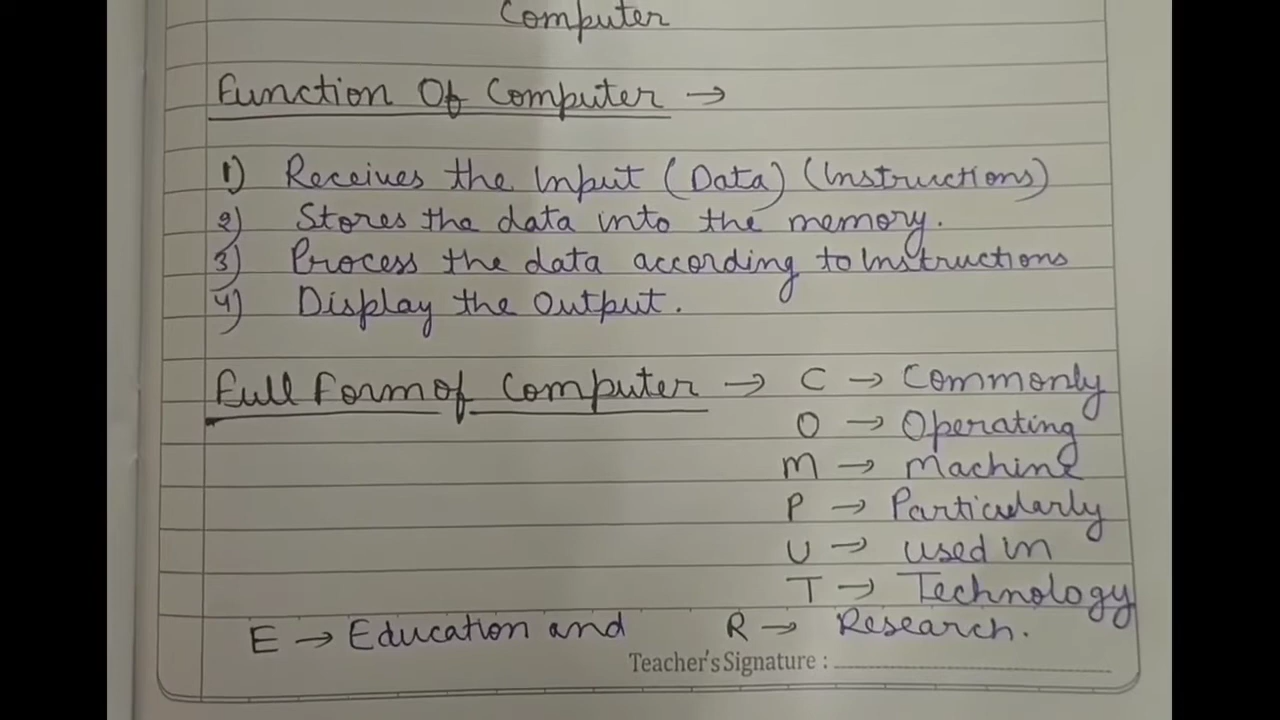 Computer
Function Of Computer →
1) Receives the Input (Data) (Instructions)
2) Stores the data into the memory.
3) Process the data according to Instructions
4) Display the Output.
Full Form of Computer → C → Commonly
O → Operating
M → Machine
P → Particularly
U → used in
T → Technology
E → Education and R → Research.
Teacher's Signature :